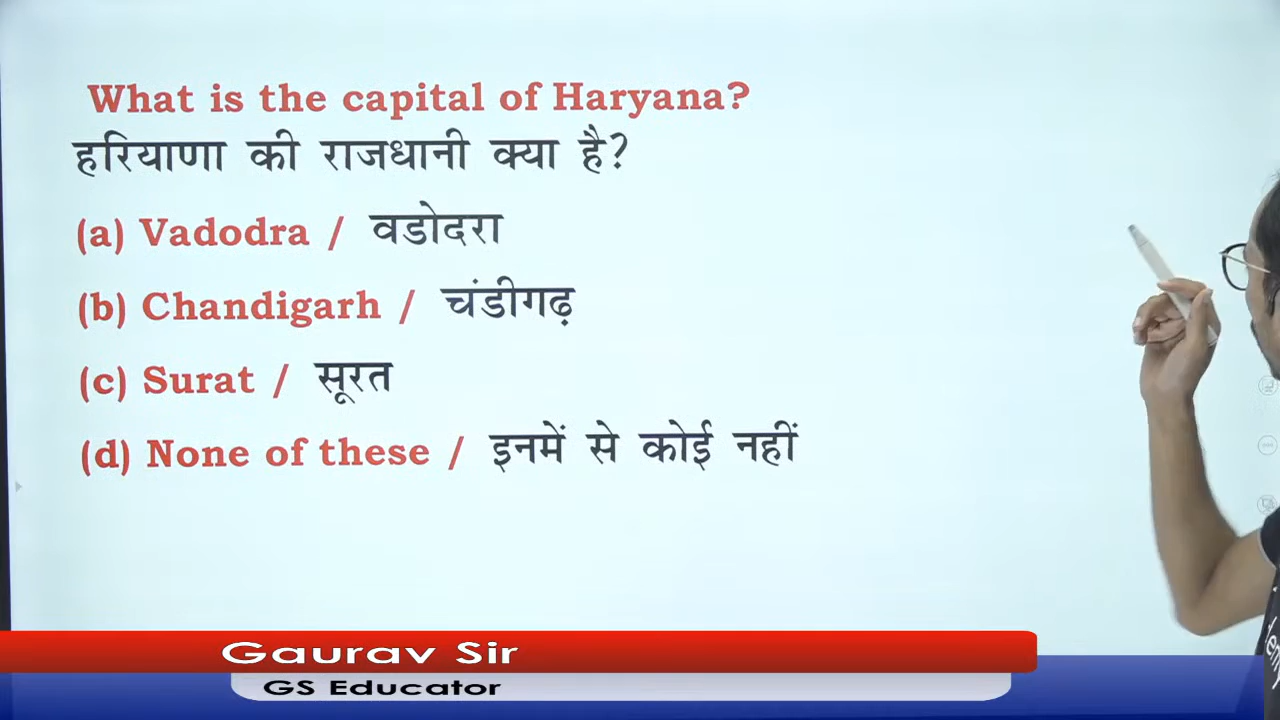 What is the capital of Haryana?
हरियाणा की राजधानी क्या है?
(a) Vadodra / वडोदरा
(b) Chandigarh / चंडीगढ़
(c) Surat / सूरत
(d) None of these / इनमें से कोई नहीं
Gaurav Sir
GS Educator